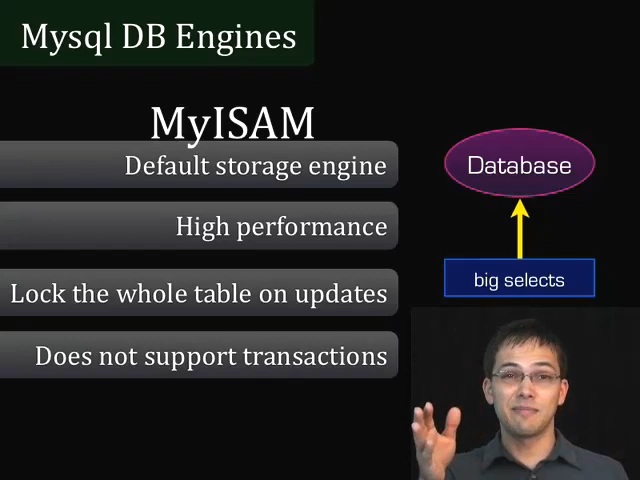 Mysql DB Engines
MyISAM
Default storage engine
High performance
Lock the whole table on updates
Does not support transactions
Database
big selects